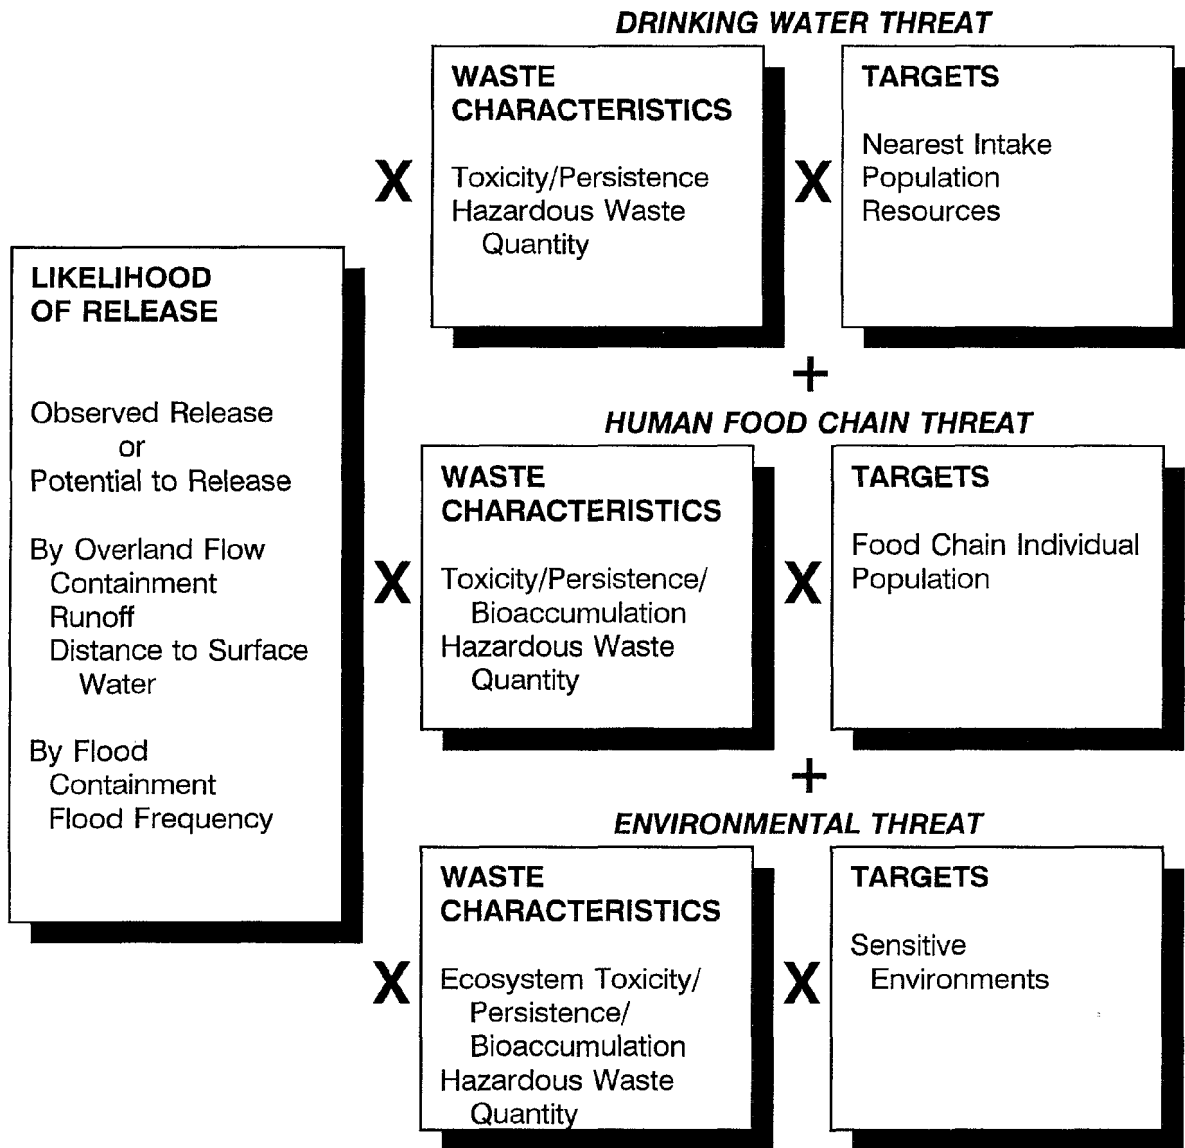 DRINKING WATER THREAT
WASTE
CHARACTERISTICS
Toxicity/Persistence
Hazardous Waste
Quantity
TARGETS
Nearest Intake
Population
Resources
X
X
LIKELIHOOD
OF RELEASE
Observed Release
or
Potential to Release
By Overland Flow
Containment
Runoff
Distance to Surface
Water
By Flood
Containment
Flood Frequency
+
HUMAN FOOD CHAIN THREAT
WASTE
CHARACTERISTICS
Toxicity/Persistence/
Bioaccumulation
Hazardous Waste
Quantity
TARGETS
Food Chain Individual
Population
X
X
+
ENVIRONMENTAL THREAT
WASTE
CHARACTERISTICS
Ecosystem Toxicity/
Persistence/
Bioaccumulation
Hazardous Waste
Quantity
TARGETS
Sensitive
Environments
X
X